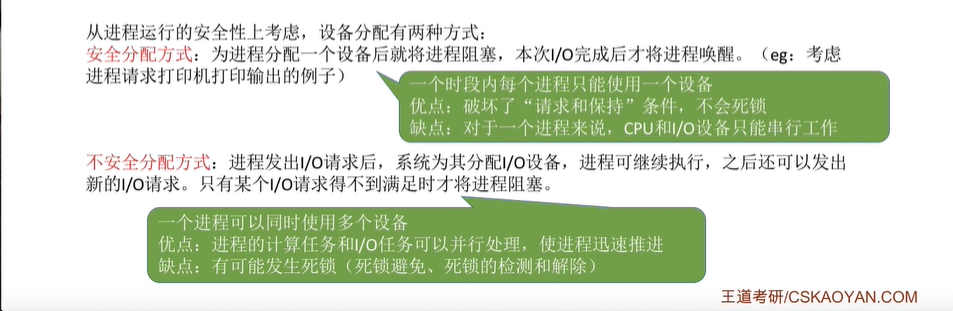 从进程运行的安全性上考虑，设备分配有两种方式：
安全分配方式：为进程分配一个设备后就将进程阻塞，本次I/O完成后才将进程唤醒。（eg：考虑
进程请求打印机打印输出的例子）
一个时段内每个进程只能使用一个设备
优点：破坏了“请求和保持”条件，不会死锁
缺点：对于一个进程来说，CPU和I/O设备只能串行工作
不安全分配方式：进程发出I/O请求后，系统为其分配I/O设备，进程可继续执行，之后还可以发出
新的I/O请求。只有某个I/O请求得不到满足时才将进程阻塞。
一个进程可以同时使用多个设备
优点：进程的计算任务和I/O任务可以并行处理，使进程迅速推进
缺点：有可能发生死锁（死锁避免、死锁的检测和解除）
王道考研/CSKAOYAN.COM